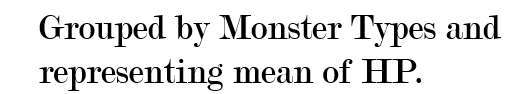 Grouped by Monster Types and
representing mean of HP.